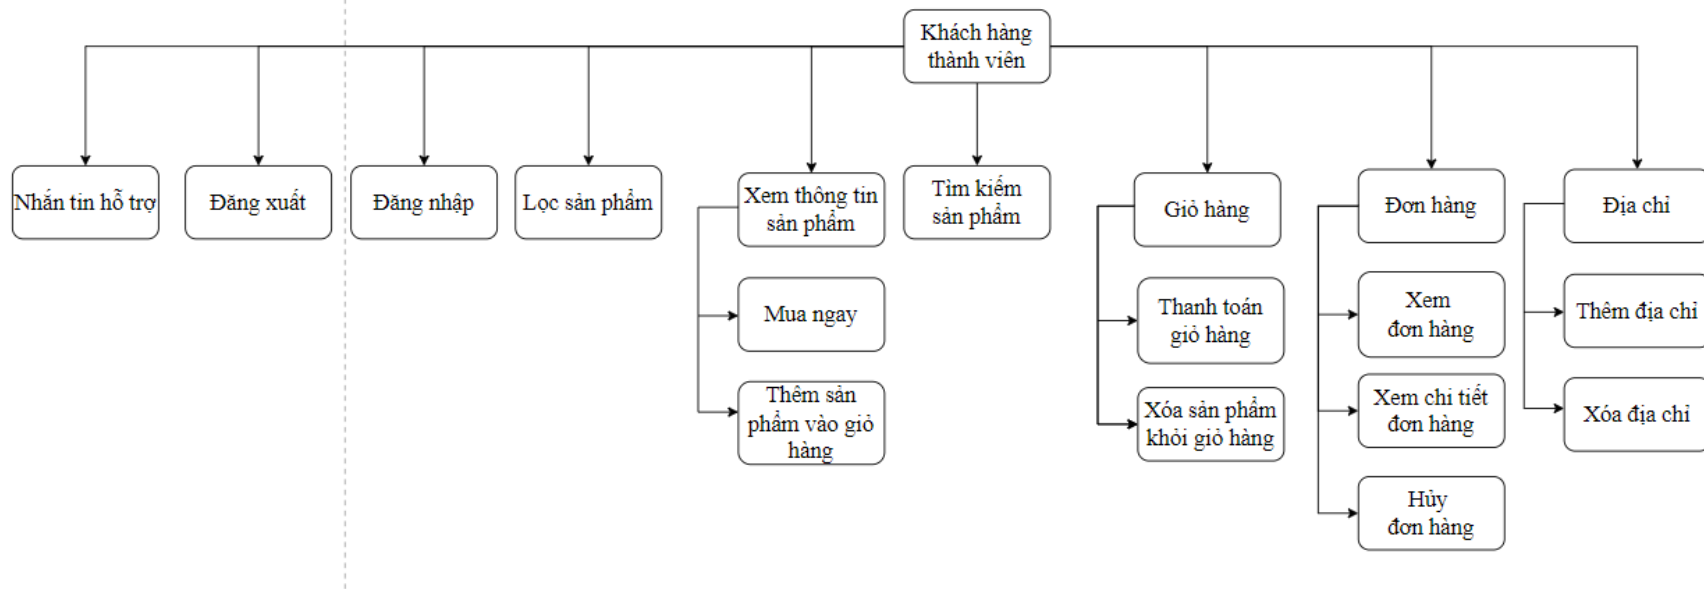 Khách hàng
thành viên
Nhắn tin hỗ trợ
Đăng xuất
Đăng nhập
Lọc sản phẩm
Xem thông tin
sản phẩm
Mua ngay
Thêm sản
phẩm vào giỏ
hàng
Tìm kiếm
sản phẩm
Giỏ hàng
Thanh toán
giỏ hàng
Xóa sản phẩm
khỏi giỏ hàng
Đơn hàng
Xem
đơn hàng
Xem chi tiết
đơn hàng
Hủy
đơn hàng
Địa chỉ
Thêm địa chỉ
Xóa địa chỉ